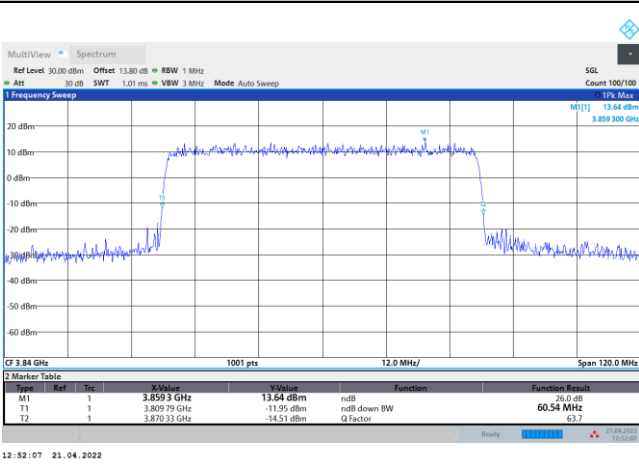 MultiView Spectrum
Ref Level 30.00 dBm Offset 13.80 dB RBW 1 MHz SGL
Att 30 dB SWT 1.01 ms VBW 3 MHz Mode Auto Sweep Count 100/100
1 Frequency Sweep 1Pk Max
M1[1] 13.64 dBm
3.859 300 GHz
20 dBm
M1
10 dBm
0 dBm
T1
-10 dBm
T2
-20 dBm
-30 dBm
-40 dBm
-50 dBm
-60 dBm
CF 3.84 GHz 1001 pts 12.0 MHz/ Span 120.0 MHz
2 Marker Table
Type Ref Trc X-Value Y-Value Function Function Result
M1 1 3.8593 GHz 13.64 dBm ndB 26.0 dB
T1 1 3.809 79 GHz -11.95 dBm ndB down BW 60.54 MHz
T2 1 3.870 33 GHz -14.51 dBm Q Factor 63.7
Ready 21.04.2022
12:52:07
12:52:07 21.04.2022